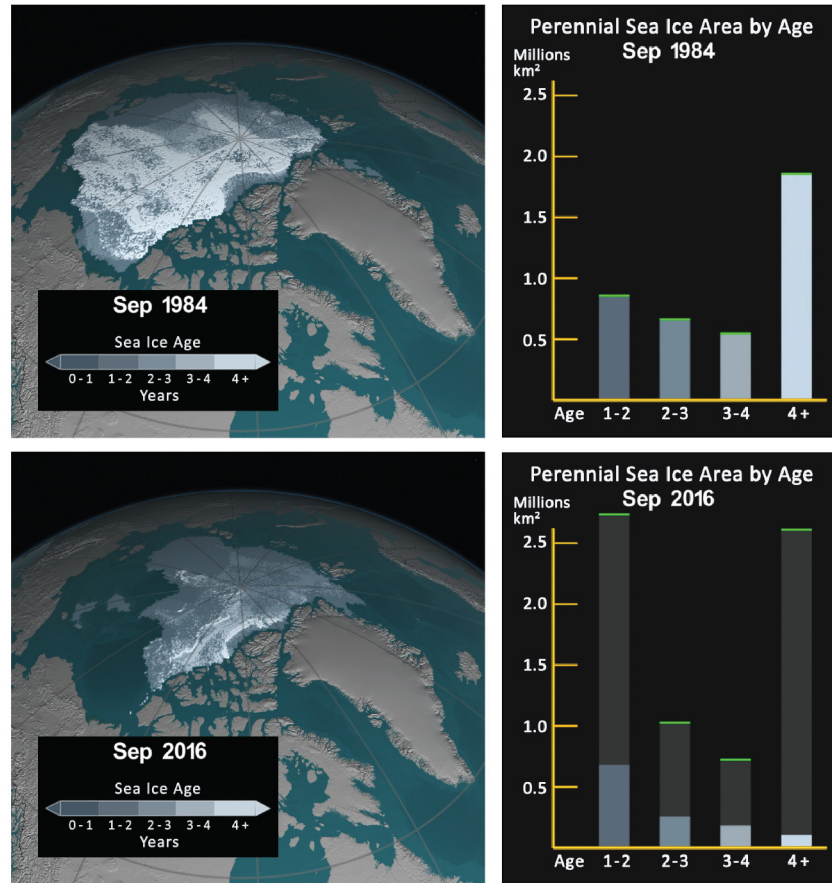 Sep 1984
Sea Ice Age
0-1 1-2 2-3 3-4 4+
Years
Perennial Sea Ice Area by Age
Sep 1984
Millions
km²
2.5
2.0
1.5
1.0
0.5
Age 1-2 2-3 3-4 4+
Sep 2016
Sea Ice Age
0-1 1-2 2-3 3-4 4+
Years
Perennial Sea Ice Area by Age
Sep 2016
Millions
km²
2.5
2.0
1.5
1.0
0.5
Age 1-2 2-3 3-4 4+